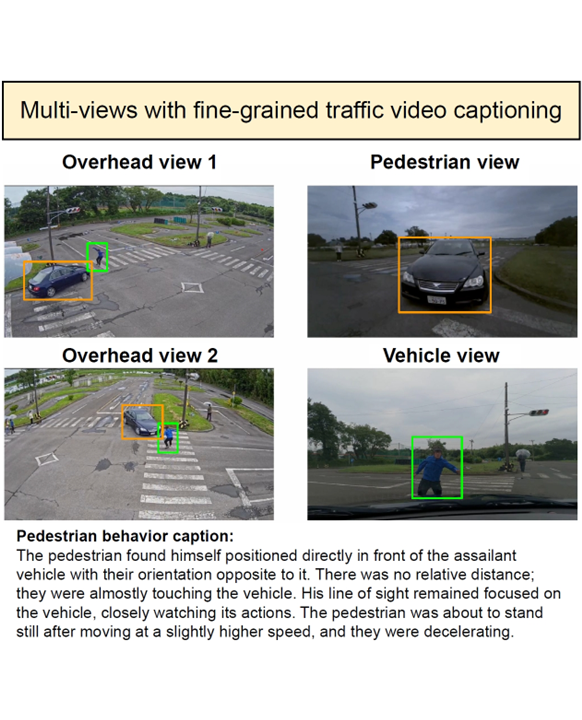 Multi-views with fine-grained traffic video captioning
Overhead view 1
Pedestrian view
Overhead view 2
Vehicle view
Pedestrian behavior caption:
The pedestrian found himself positioned directly in front of the assailant
vehicle with their orientation opposite to it. There was no relative distance;
they were almostly touching the vehicle. His line of sight remained focused on
the vehicle, closely watching its actions. The pedestrian was about to stand
still after moving at a slightly higher speed, and they were decelerating.